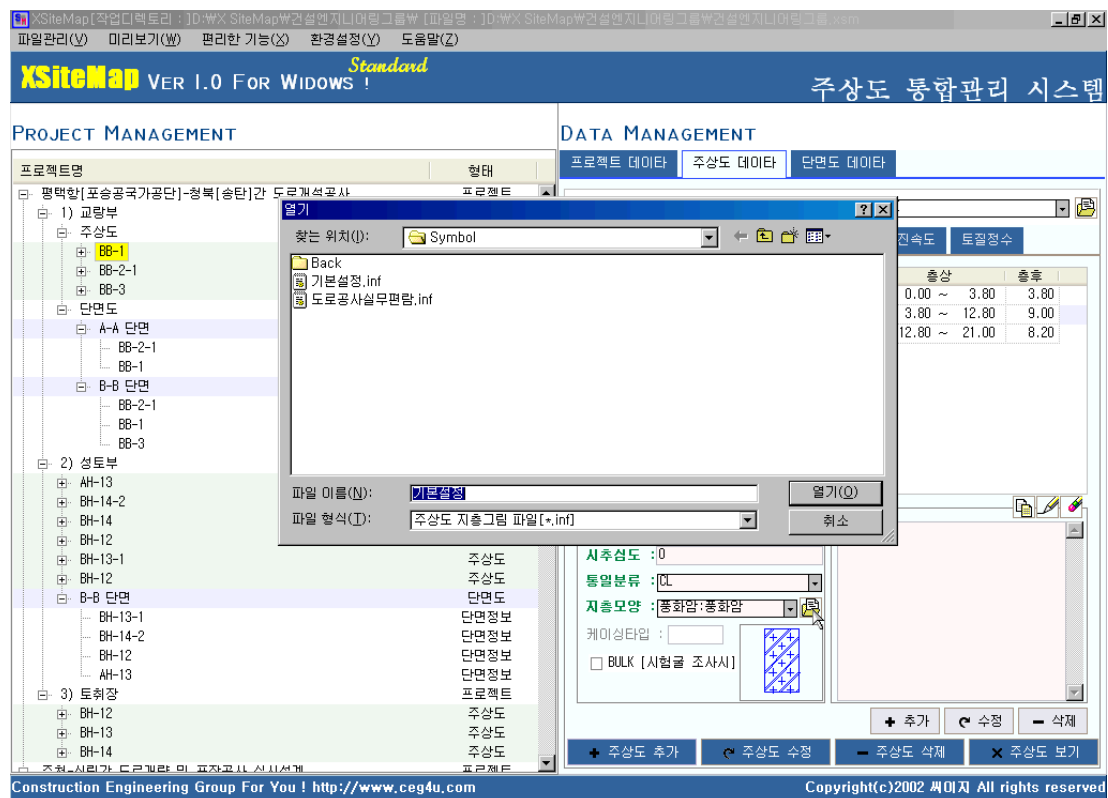 XSiteMap[작업디렉토리 : ]D:₩X SiteMap₩건설엔지니어링그룹₩ [파일명 : ]D:₩X SiteMap₩건설엔지니어링그룹₩건설엔지니어링그룹.xsm
파일관리(V) 미리보기(W) 편리한 기능(X) 환경설정(Y) 도움말(Z)
XSiteMap VER 1.0 FOR WIDOWS ! Standard
주상도 통합관리 시스템
PROJECT MANAGEMENT
프로젝트명 형태
평택항[포승공국가공단]-청북[송탄]간 도로개설공사 프로젝트
1) 교량부
주상도
BB-1
BB-2-1
BB-3
단면도
A-A 단면
BB-2-1
BB-1
B-B 단면
BB-2-1
BB-1
BB-3
2) 성토부
AH-13
BH-14-2
BH-14
BH-12
BH-13-1 주상도
BH-12 주상도
B-B 단면 단면도
BH-13-1 단면정보
BH-14-2 단면정보
BH-12 단면정보
AH-13 단면정보
3) 토취장 프로젝트
BH-12 주상도
BH-13 주상도
BH-14 주상도
프로젝트
DATA MANAGEMENT
프로젝트 데이타 주상도 데이타 단면도 데이타
진속도 토질정수
층상 층후
0.00 ~ 3.80 3.80
3.80 ~ 12.80 9.00
12.80 ~ 21.00 8.20
열기
찾는 위치(I): Symbol
Back
기본설정.inf
도로공사실무편람.inf
파일 이름(N): 기본설정 열기(O)
파일 형식(T): 주상도 지층그림 파일[*.inf] 취소
시추심도 : 0
통일분류 : CL
지층모양 : 풍화암:풍화암
케이싱타입 :
BULK [시험굴 조사시]
추가 수정 삭제
주상도 추가 주상도 수정 주상도 삭제 주상도 보기
Construction Engineering Group For You ! http://www.ceg4u.com
Copyright(c)2002 씨이지 All rights reserved